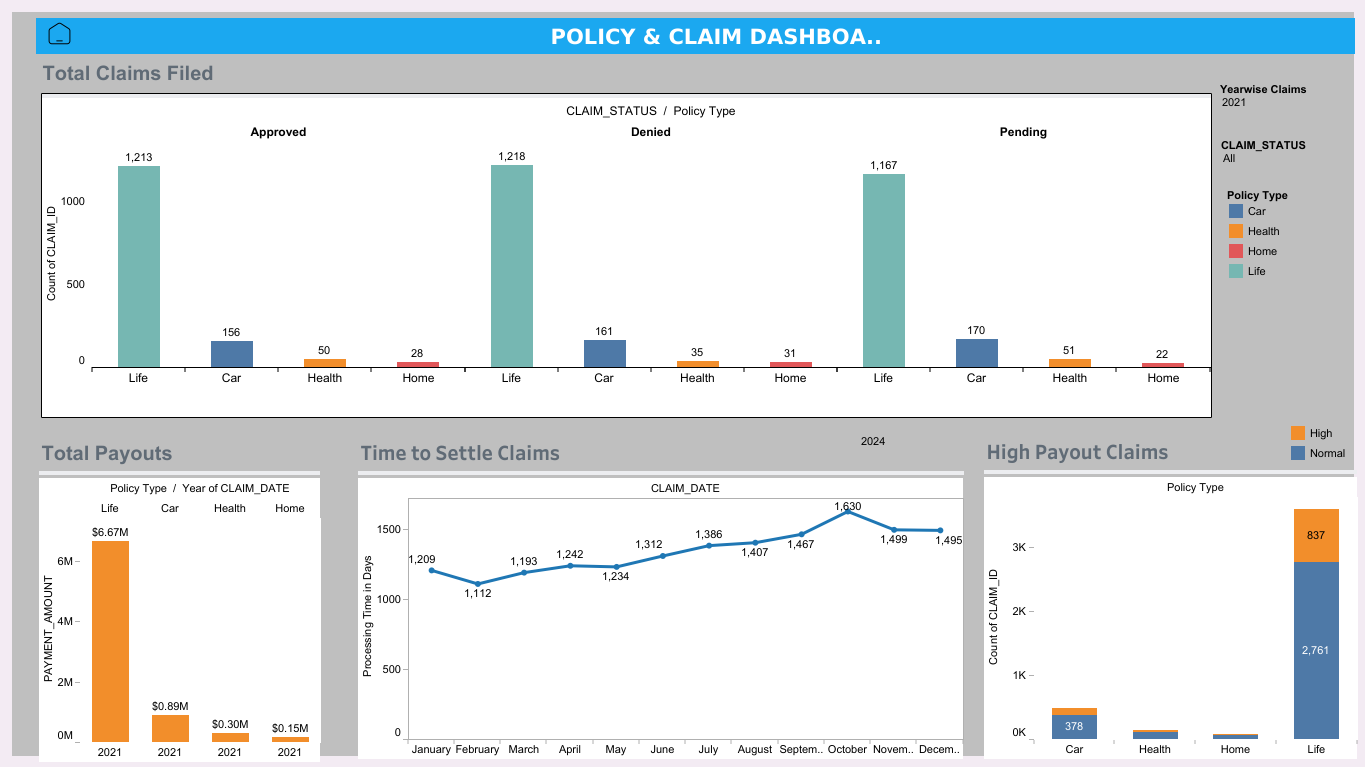 POLICY & CLAIM DASHBOA..
Total Claims Filed
CLAIM_STATUS / Policy Type
Approved Denied Pending
1,213 156 50 28 1,218 161 35 31 1,167 170 51 22
Count of CLAIM_ID
1000
500
0
Life Car Health Home Life Car Health Home Life Car Health Home
Yearwise Claims
2021
CLAIM_STATUS
All
Policy Type
Car
Health
Home
Life
Total Payouts
Policy Type / Year of CLAIM_DATE
Life Car Health Home
$6.67M $0.89M $0.30M $0.15M
PAYMENT_AMOUNT
6M
4M
2M
0M
2021 2021 2021 2021
Time to Settle Claims
2024
CLAIM_DATE
Processing Time in Days
1500
1000
500
0
1,209 1,112 1,193 1,242 1,234 1,312 1,386 1,407 1,467 1,630 1,499 1,495
January February March April May June July August Septem.. October Novem.. Decem..
High Payout Claims
High
Normal
Policy Type
Count of CLAIM_ID
3K
2K
1K
0K
837
2,761
378
Car Health Home Life